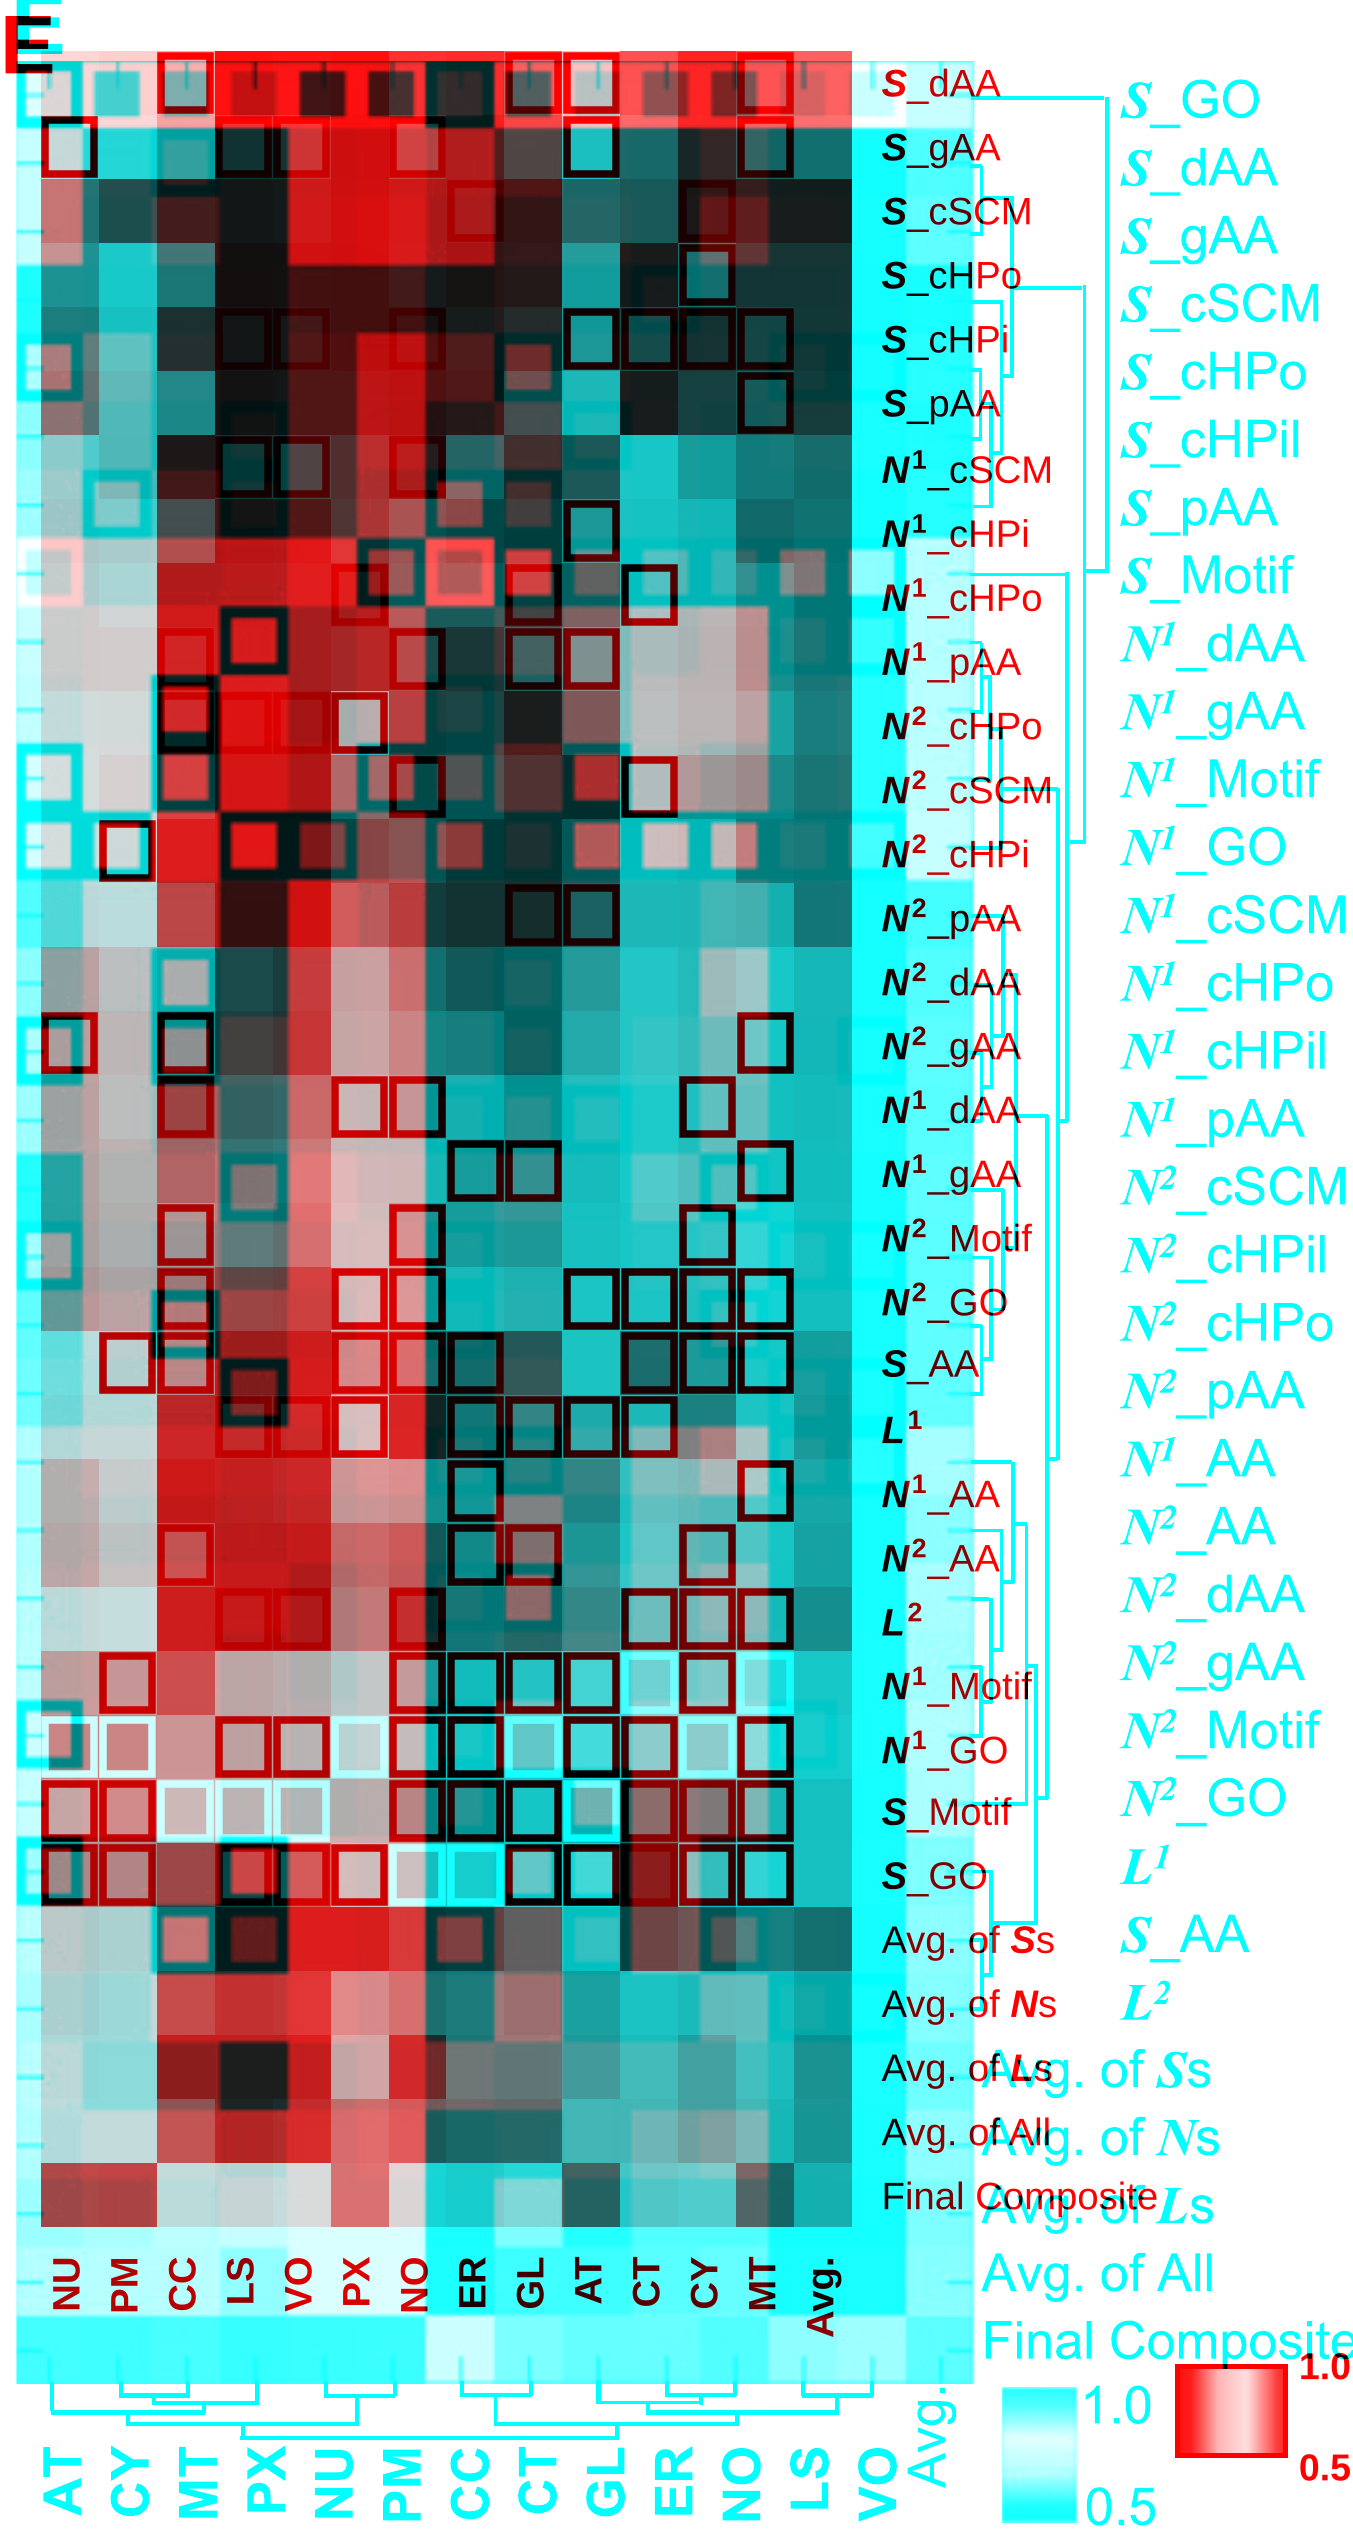 E
E
S_dAA
S_gAA
S_cSCM
S_cHPo
S_cHPi
S_pAA
N¹_cSCM
N¹_cHPi
N¹_cHPo
N¹_pAA
N²_cHPo
N²_cSCM
N²_cHPi
N²_pAA
N²_dAA
N²_gAA
N¹_dAA
N¹_gAA
N²_Motif
N²_GO
S_AA
L¹
N¹_AA
N²_AA
L²
N¹_Motif
N¹_GO
S_Motif
S_GO
Avg. of Ss
Avg. of Ns
Avg. of Ls
Avg. of All
Final Composite
NU PM CC LS VO PX NO ER GL AT CT CY MT Avg.
1.0
0.5
S_GO
S_dAA
S_gAA
S_cSCM
S_cHPo
S_cHPil
S_pAA
S_Motif
N¹_dAA
N¹_gAA
N¹_Motif
N¹_GO
N¹_cSCM
N¹_cHPo
N¹_cHPil
N¹_pAA
N²_cSCM
N²_cHPil
N²_cHPo
N²_pAA
N¹_AA
N²_AA
N²_dAA
N²_gAA
N²_Motif
N²_GO
L¹
S_AA
L²
Avg. of Ss
Avg. of Ns
Avg. of Ls
Avg. of All
Final Composite
AT CY MT PX NU PM CC CT GL ER NO LS VO Avg.
1.0
0.5